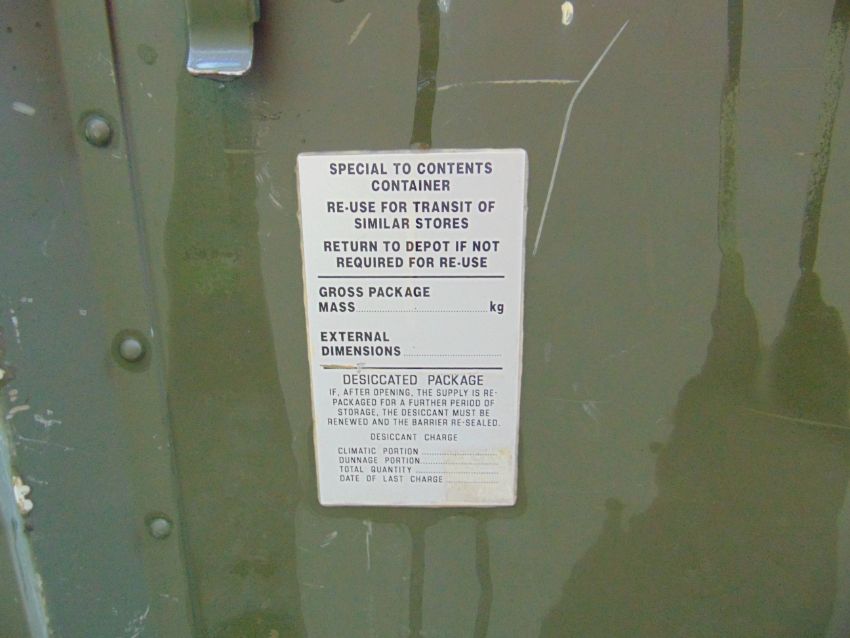 SPECIAL TO CONTENTS
CONTAINER
RE-USE FOR TRANSIT OF
SIMILAR STORES
RETURN TO DEPOT IF NOT
REQUIRED FOR RE-USE
GROSS PACKAGE
MASS..............................kg
EXTERNAL
DIMENSIONS......................
DESICCATED PACKAGE
IF, AFTER OPENING, THE SUPPLY IS RE-
PACKAGED FOR A FURTHER PERIOD OF
STORAGE, THE DESICCANT MUST BE
RENEWED AND THE BARRIER RE-SEALED.
DESICCANT CHARGE
CLIMATIC PORTION......................
DUNNAGE PORTION......................
TOTAL QUANTITY......................
DATE OF LAST CHARGE..............